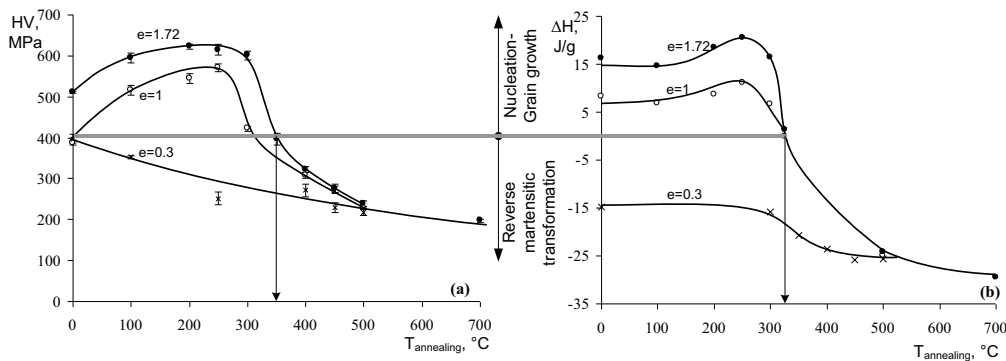 HV,
MPa
800
700
600
500
400
300
200
100
0
e=1.72
e=1
e=0.3
(a)
0
100
200
300
400
500
600
700
Tannealing, °C
Nucleation-
Grain growth
Reverse
martensitic
transformation
ΔH,
J/g
25
15
5
-5
-15
-25
-35
e=1.72
e=1
e=0.3
(b)
0
100
200
300
400
500
600
700
Tannealing, °C